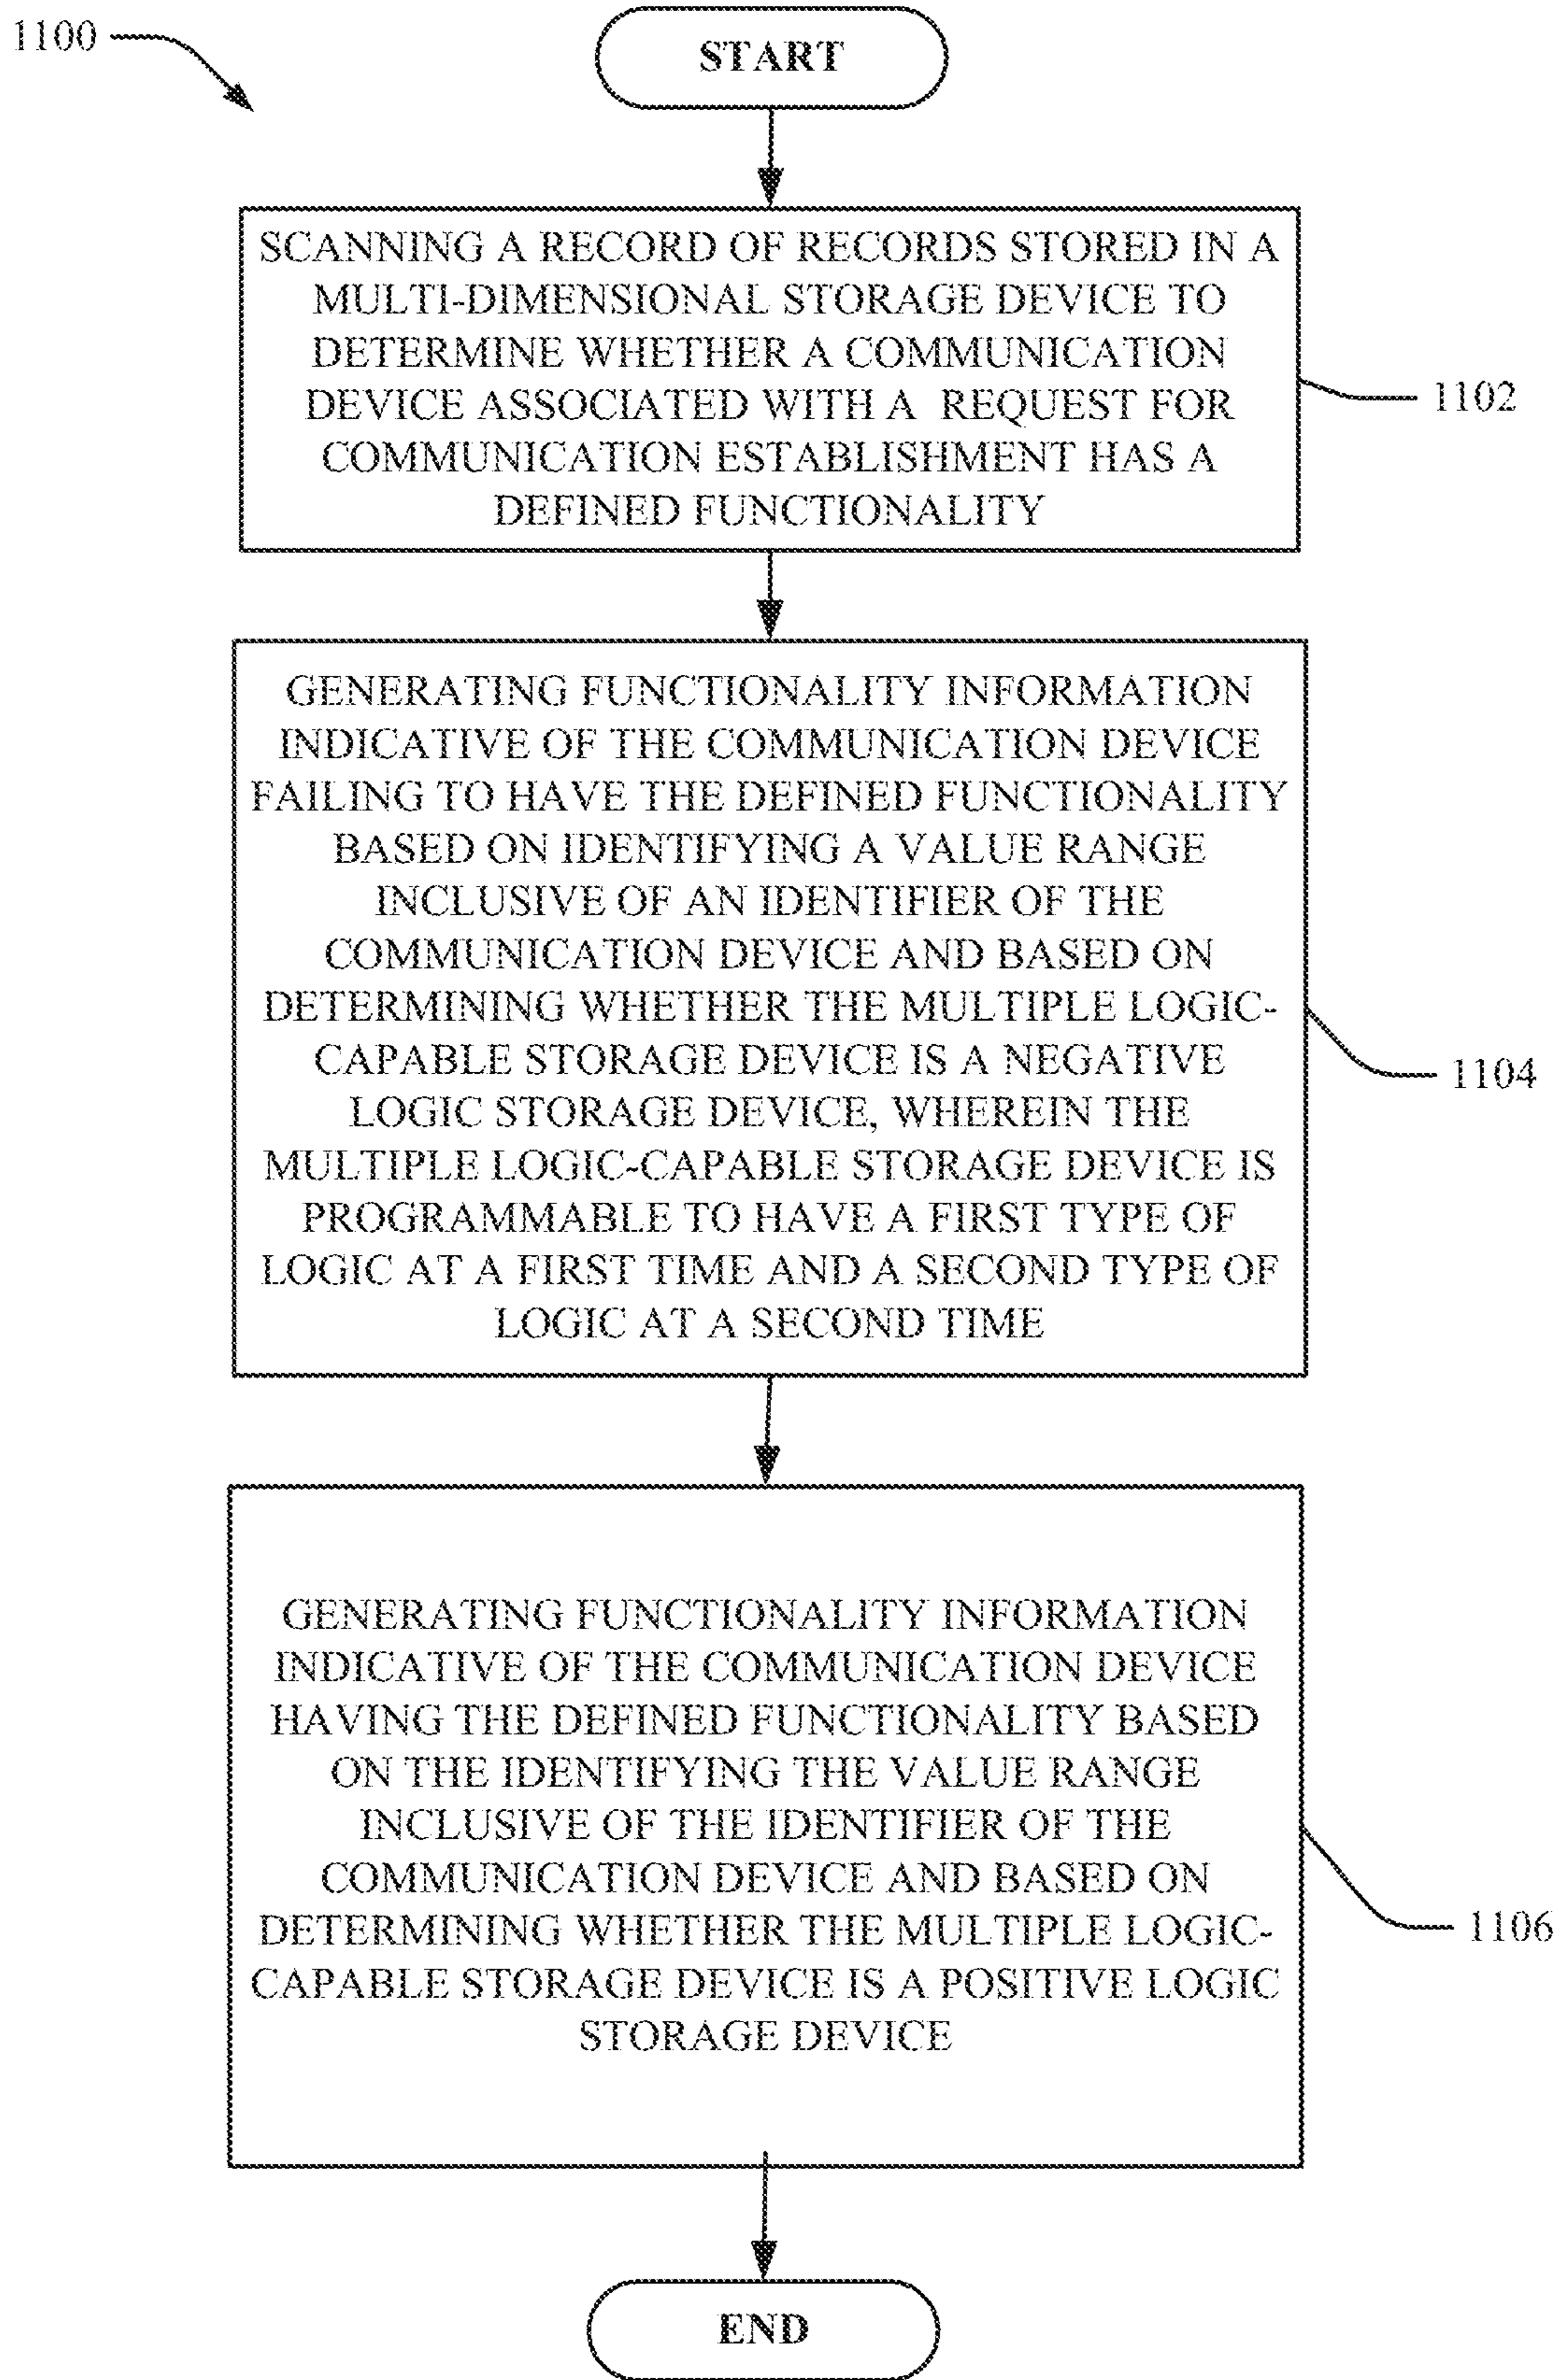 1100
START
SCANNING A RECORD OF RECORDS STORED IN A
MULTI-DIMENSIONAL STORAGE DEVICE TO
DETERMINE WHETHER A COMMUNICATION
DEVICE ASSOCIATED WITH A REQUEST FOR
COMMUNICATION ESTABLISHMENT HAS A
DEFINED FUNCTIONALITY
1102
GENERATING FUNCTIONALITY INFORMATION
INDICATIVE OF THE COMMUNICATION DEVICE
FAILING TO HAVE THE DEFINED FUNCTIONALITY
BASED ON IDENTIFYING A VALUE RANGE
INCLUSIVE OF AN IDENTIFIER OF THE
COMMUNICATION DEVICE AND BASED ON
DETERMINING WHETHER THE MULTIPLE LOGIC-
CAPABLE STORAGE DEVICE IS A NEGATIVE
LOGIC STORAGE DEVICE, WHEREIN THE
MULTIPLE LOGIC-CAPABLE STORAGE DEVICE IS
PROGRAMMABLE TO HAVE A FIRST TYPE OF
LOGIC AT A FIRST TIME AND A SECOND TYPE OF
LOGIC AT A SECOND TIME
1104
GENERATING FUNCTIONALITY INFORMATION
INDICATIVE OF THE COMMUNICATION DEVICE
HAVING THE DEFINED FUNCTIONALITY BASED
ON THE IDENTIFYING THE VALUE RANGE
INCLUSIVE OF THE IDENTIFIER OF THE
COMMUNICATION DEVICE AND BASED ON
DETERMINING WHETHER THE MULTIPLE LOGIC-
CAPABLE STORAGE DEVICE IS A POSITIVE LOGIC
STORAGE DEVICE
1106
END